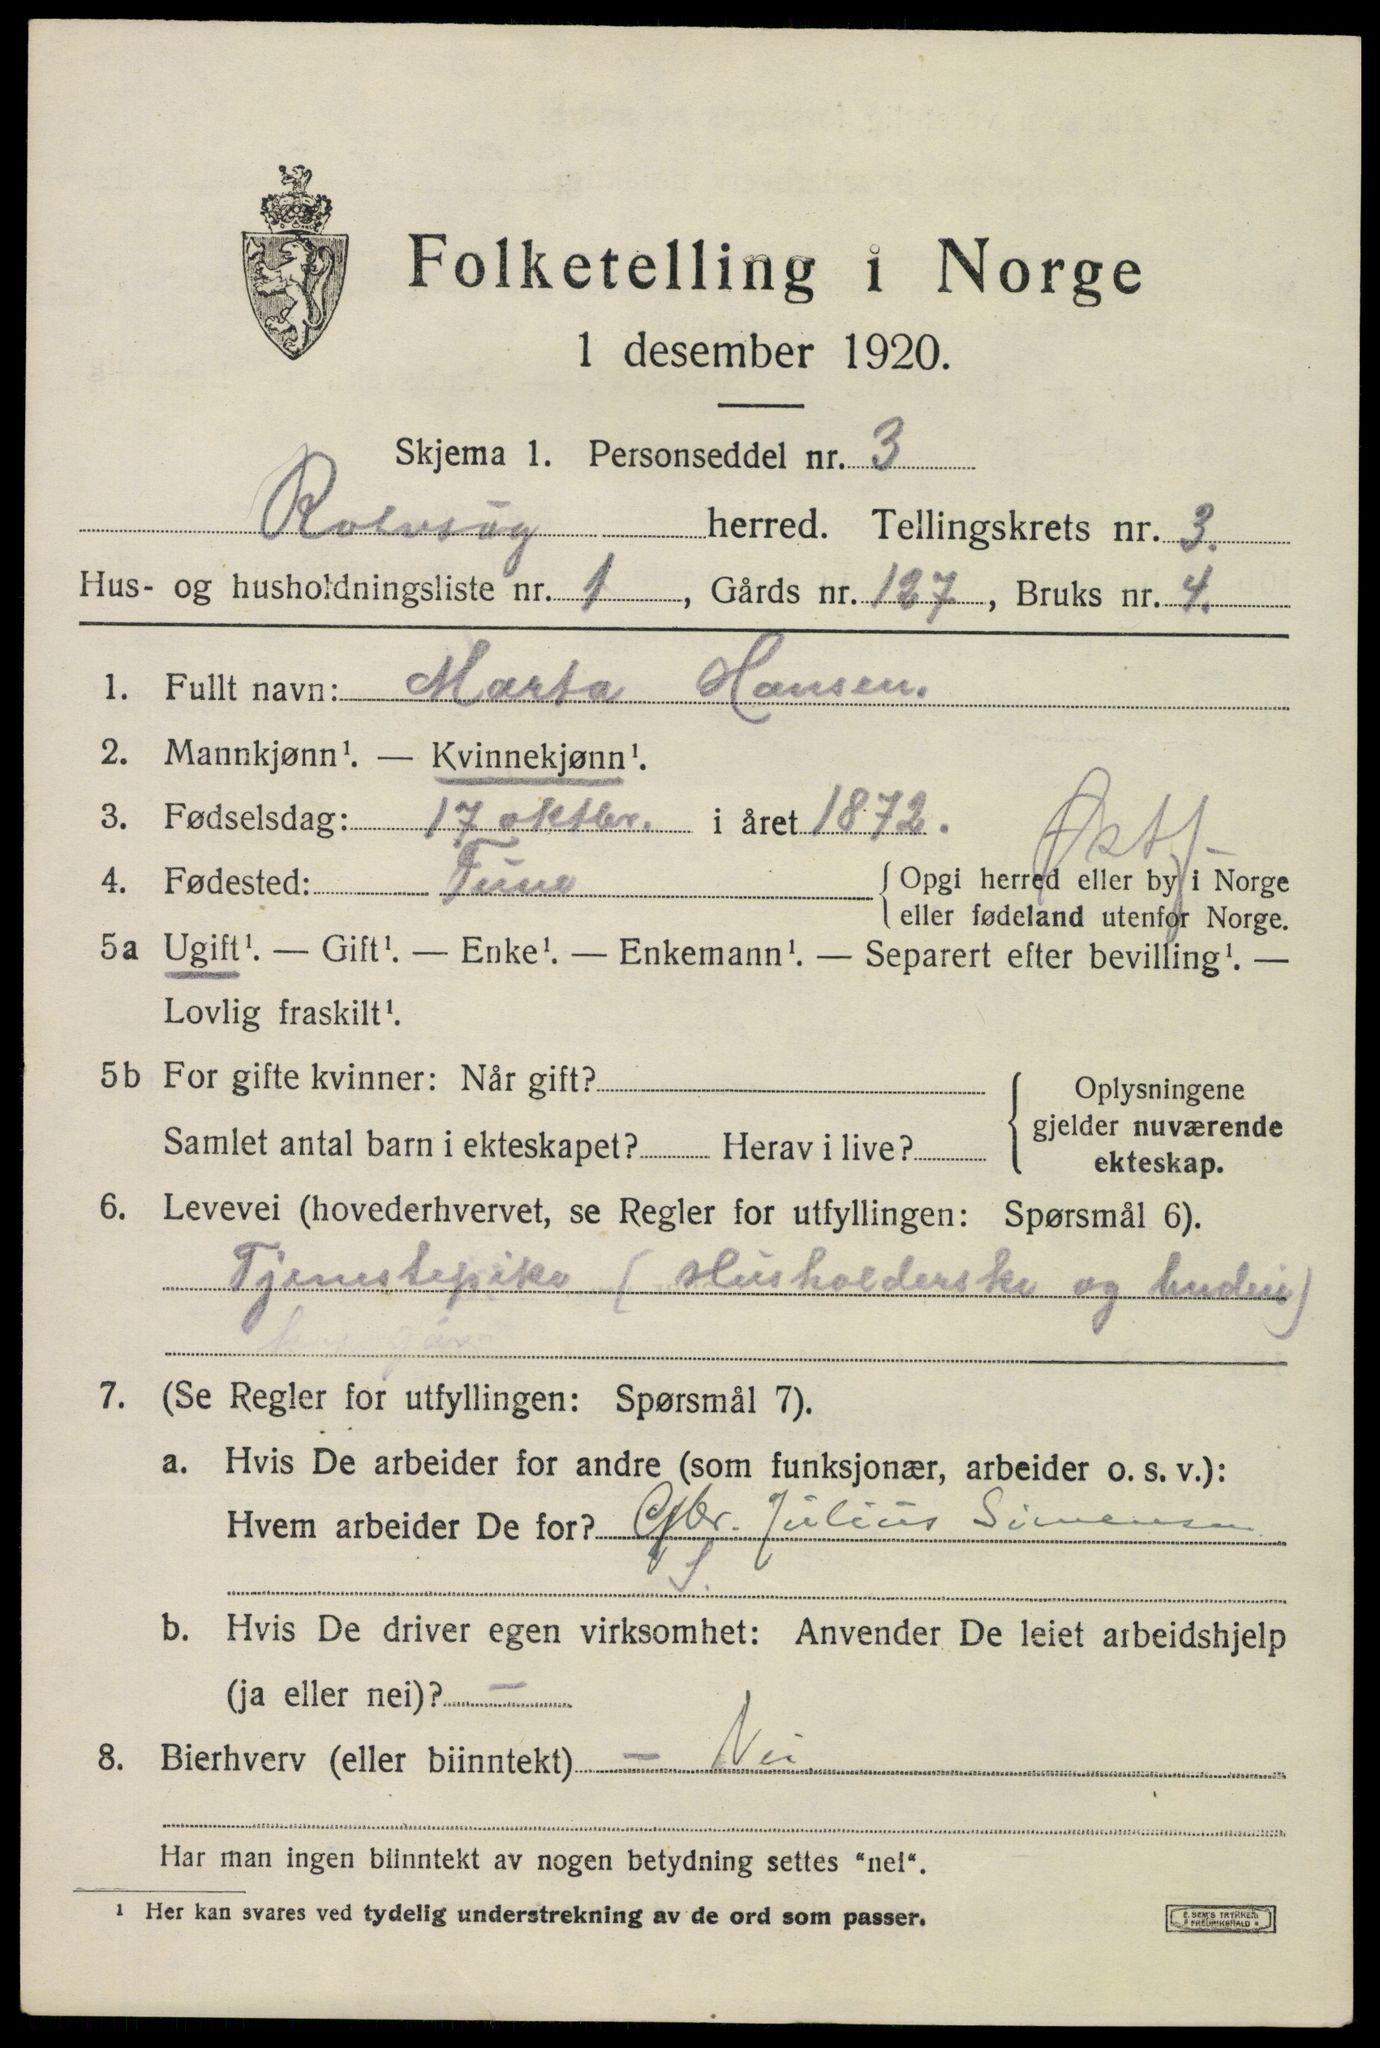 Folketelling i Norge
1 desember 1920.
Skjema 1. Personseddel nr. 3
Rolvsøy herred. Tellingskrets nr. 3.
Hus- og husholdningsliste nr. 1, Gårds nr. 127, Bruks nr. 4.
1. Fullt navn: Marta Hansen.
2. Mannkjønn¹. — Kvinnekjønn¹.
3. Fødselsdag: 17 oktbr. i året 1872.
Østf
4. Fødested: Tune { Opgi herred eller by i Norge
eller fødeland utenfor Norge.
5a Ugift¹. — Gift¹. — Enke¹. — Enkemann¹. — Separert efter bevilling¹. —
Lovlig fraskilt¹.
5b For gifte kvinner: Når gift?
Samlet antal barn i ekteskapet? Herav i live?
Oplysningene
gjelder nuværende
ekteskap.
6. Levevei (hovederhvervet, se Regler for utfyllingen: Spørsmål 6).
Tjenestepike (Husholderske og budeie)
7. (Se Regler for utfyllingen: Spørsmål 7).
a. Hvis De arbeider for andre (som funksjonær, arbeider o. s. v.):
Hvem arbeider De for? Gbr. Julius Simensen
S.
b. Hvis De driver egen virksomhet: Anvender De leiet arbeidshjelp
(ja eller nei)? —
8. Bierhverv (eller biinntekt) — Nei
Har man ingen biinntekt av nogen betydning settes "nei".
¹ Her kan svares ved tydelig understrekning av de ord som passer.
E. SEM'S TRYKKERI
FREDRIKSHALD